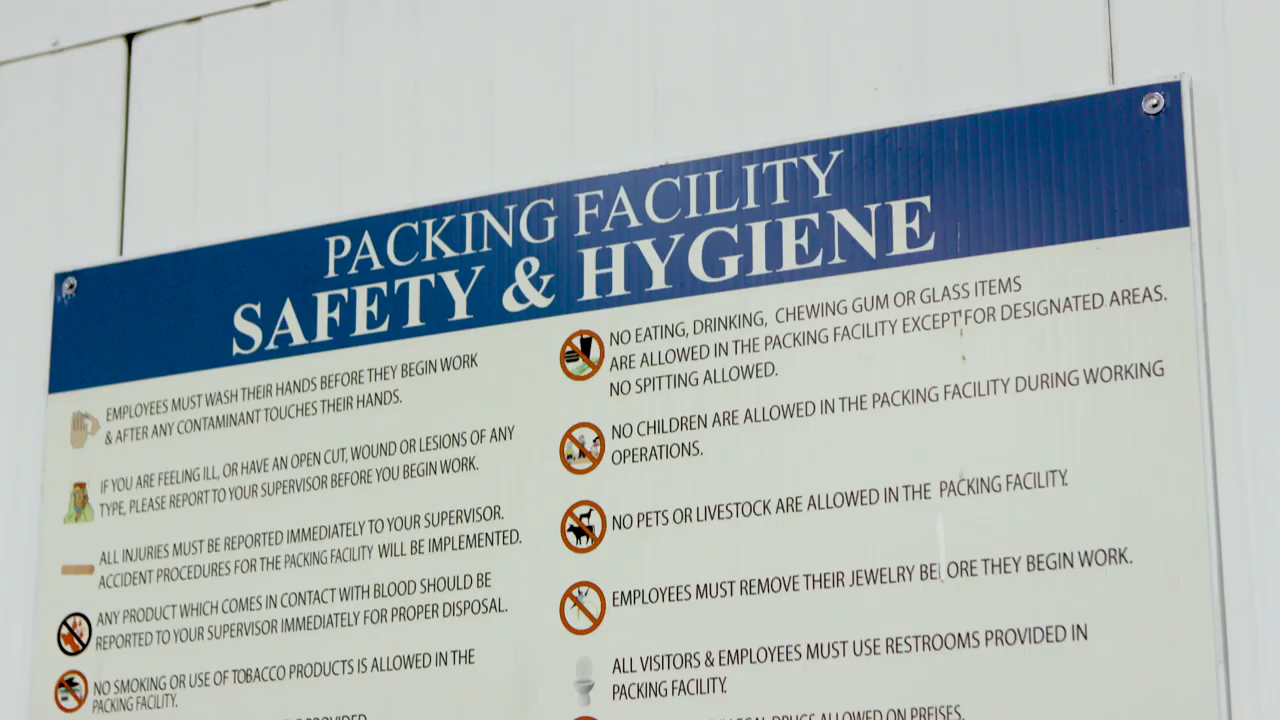 PACKING FACILITY
SAFETY & HYGIENE
EMPLOYEES MUST WASH THEIR HANDS BEFORE THEY BEGIN WORK
& AFTER ANY CONTAMINANT TOUCHES THEIR HANDS.
IF YOU ARE FEELING ILL, OR HAVE AN OPEN CUT, WOUND OR LESIONS OF ANY
TYPE, PLEASE REPORT TO YOUR SUPERVISOR BEFORE YOU BEGIN WORK.
ALL INJURIES MUST BE REPORTED IMMEDIATELY TO YOUR SUPERVISOR.
ACCIDENT PROCEDURES FOR THE PACKING FACILITY WILL BE IMPLEMENTED.
ANY PRODUCT WHICH COMES IN CONTACT WITH BLOOD SHOULD BE
REPORTED TO YOUR SUPERVISOR IMMEDIATELY FOR PROPER DISPOSAL.
NO SMOKING OR USE OF TOBACCO PRODUCTS IS ALLOWED IN THE
PACKING FACILITY.
PROVIDED
NO EATING, DRINKING, CHEWING GUM OR GLASS ITEMS
ARE ALLOWED IN THE PACKING FACILITY EXCEPT FOR DESIGNATED AREAS.
NO SPITTING ALLOWED.
NO CHILDREN ARE ALLOWED IN THE PACKING FACILITY DURING WORKING
OPERATIONS.
NO PETS OR LIVESTOCK ARE ALLOWED IN THE PACKING FACILITY.
EMPLOYEES MUST REMOVE THEIR JEWELRY BEFORE THEY BEGIN WORK.
ALL VISITORS & EMPLOYEES MUST USE RESTROOMS PROVIDED IN
PACKING FACILITY.
DRUGS ALLOWED ON PREISES.